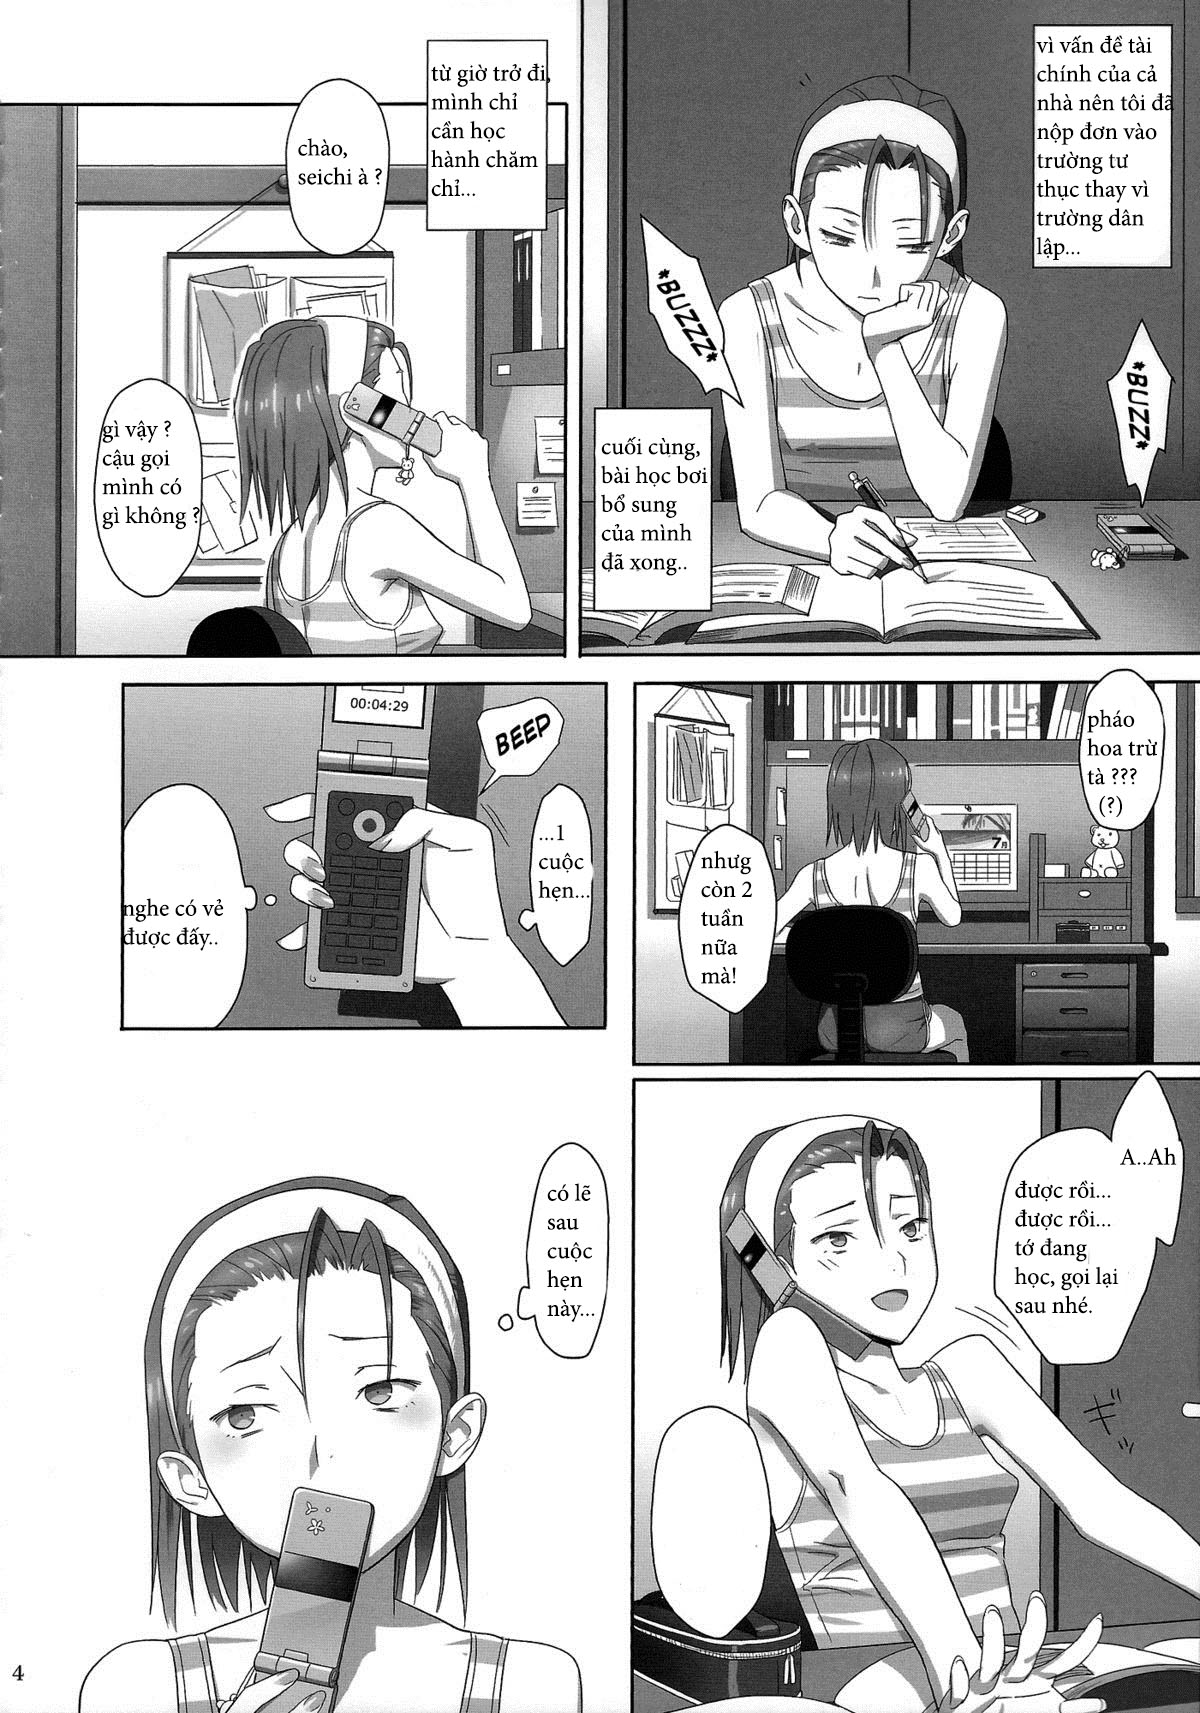 vì vấn đề tài
chính của cả
nhà nên tôi đã
nộp đơn vào
trường tư
thục thay vì
trường dân
lập...
*BUZZZ*
*BUZZ*
cuối cùng,
bài học bơi
bổ sung
của mình
đã xong..
từ giờ trở đi,
mình chỉ
cần học
hành chăm
chỉ...
chào,
seichi à ?
gì vậy ?
cậu gọi
mình có
gì không ?
pháo
hoa trừ
tà ???
(?)
7月
nhưg
còn 2
tuần
nữa
mà!
00:04:29
BEEP
...1
cuộc
hẹn...
nghe có vẻ
được đấy..
A..Ah
được rồi...
được rồi...
tớ đang
học, gọi lại
sau nhé.
ギシ
có lẽ
sau
cuộc
hẹn
này...
4